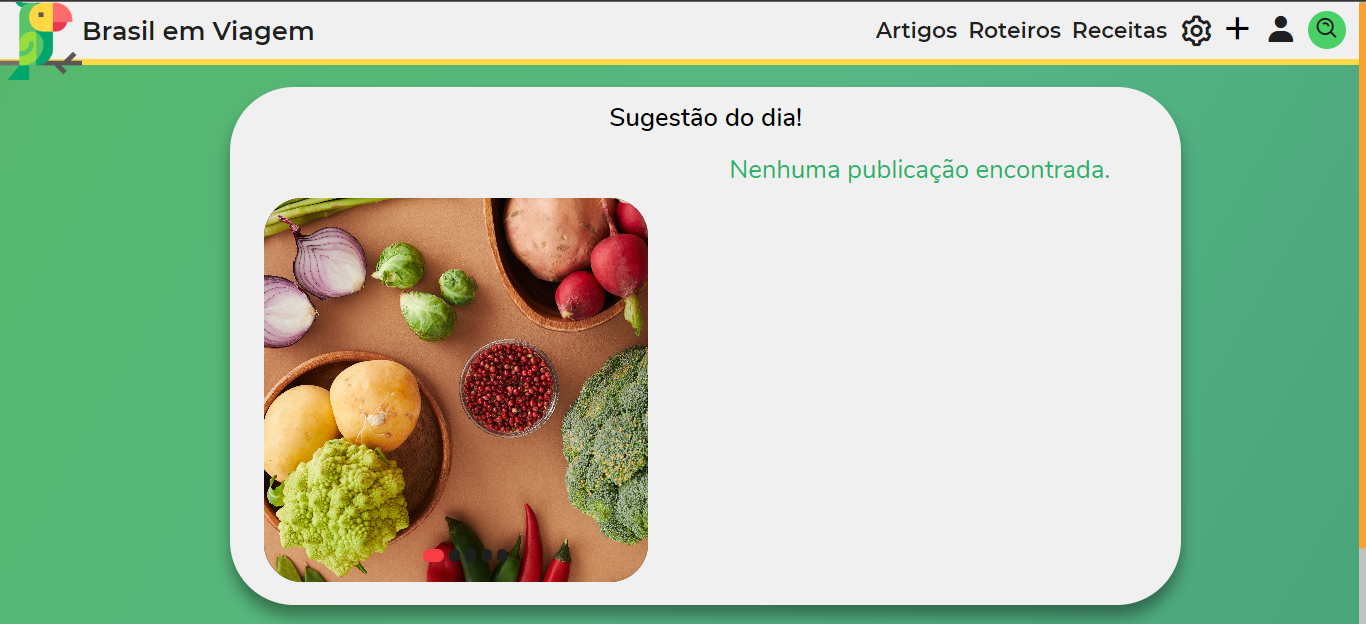 Brasil em Viagem
Artigos Roteiros Receitas
Sugestão do dia!
Nenhuma publicação encontrada.